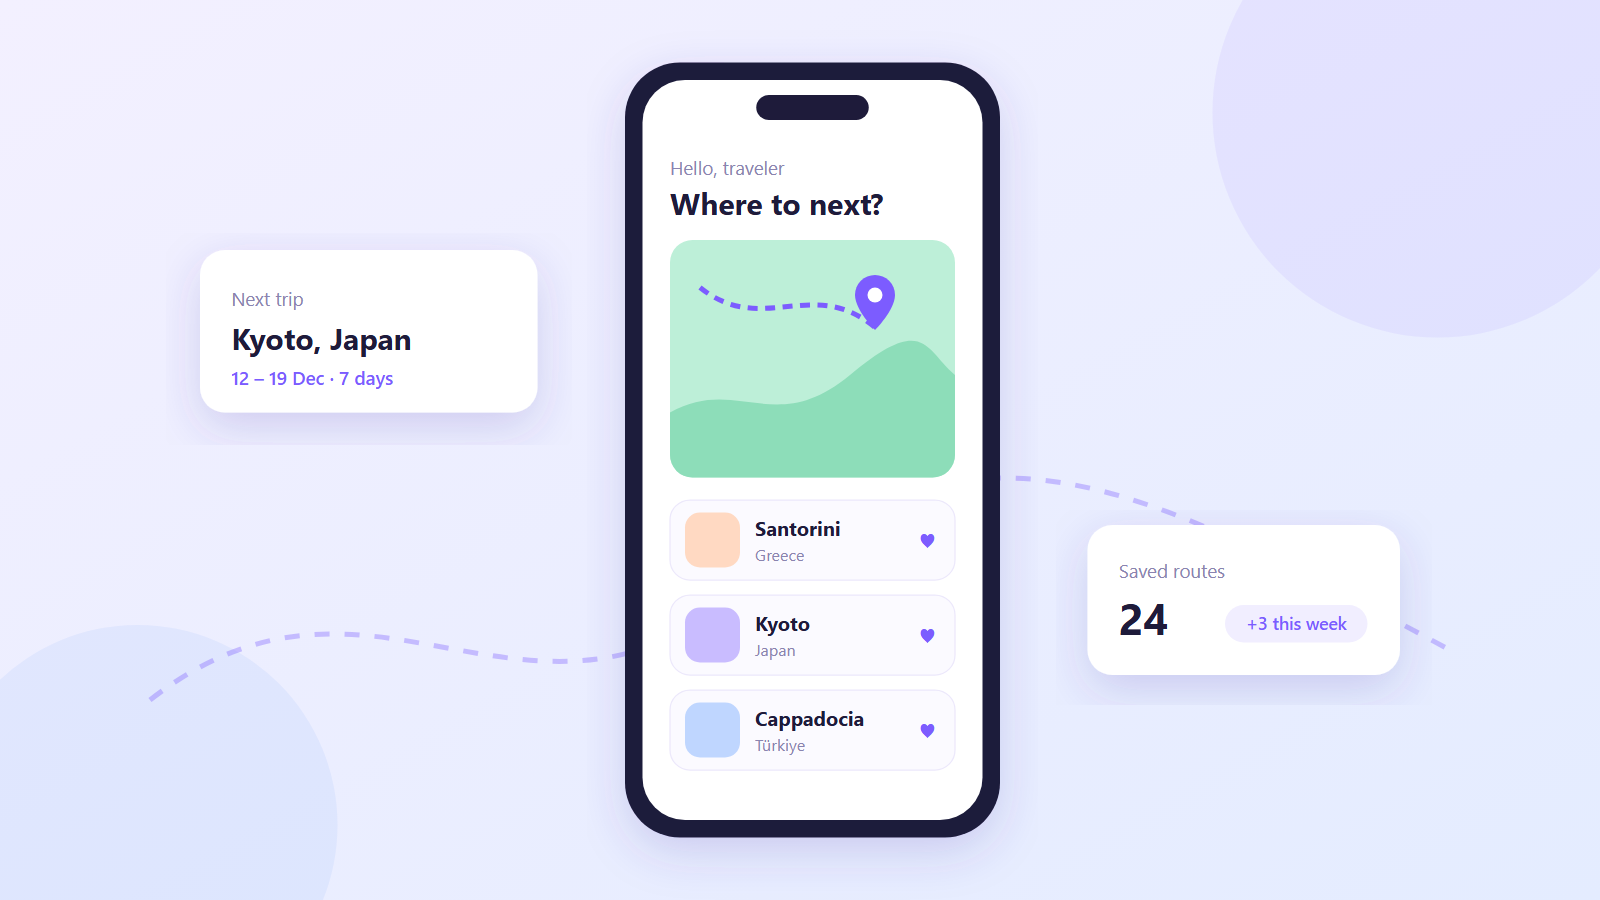 Hello, traveler
Where to next?
Next trip
Kyoto, Japan
12 – 19 Dec · 7 days
Santorini
Greece
Kyoto
Japan
Cappadocia
Türkiye
Saved routes
24
+3 this week